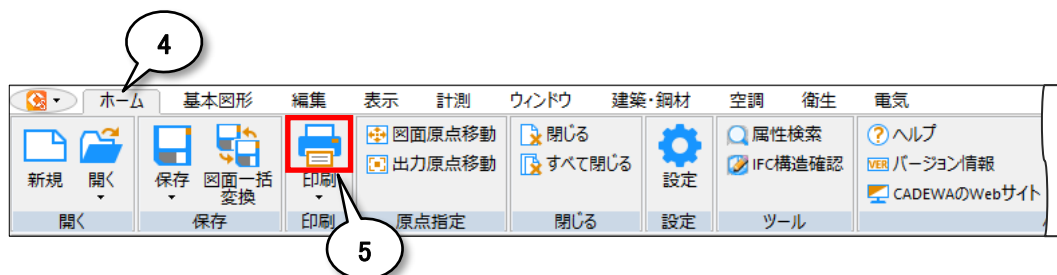 4
ホーム 基本図形 編集 表示 計測 ウィンドウ 建築・鋼材 空調 衛生 電気
新規 開く
開く
保存 図面一括
変換
保存
印刷
印刷
図面原点移動
出力原点移動
原点指定
閉じる
すべて閉じる
閉じる
設定
設定
属性検索
IFC構造確認
ツール
ヘルプ
VER バージョン情報
CADEWAのWebサイト
5